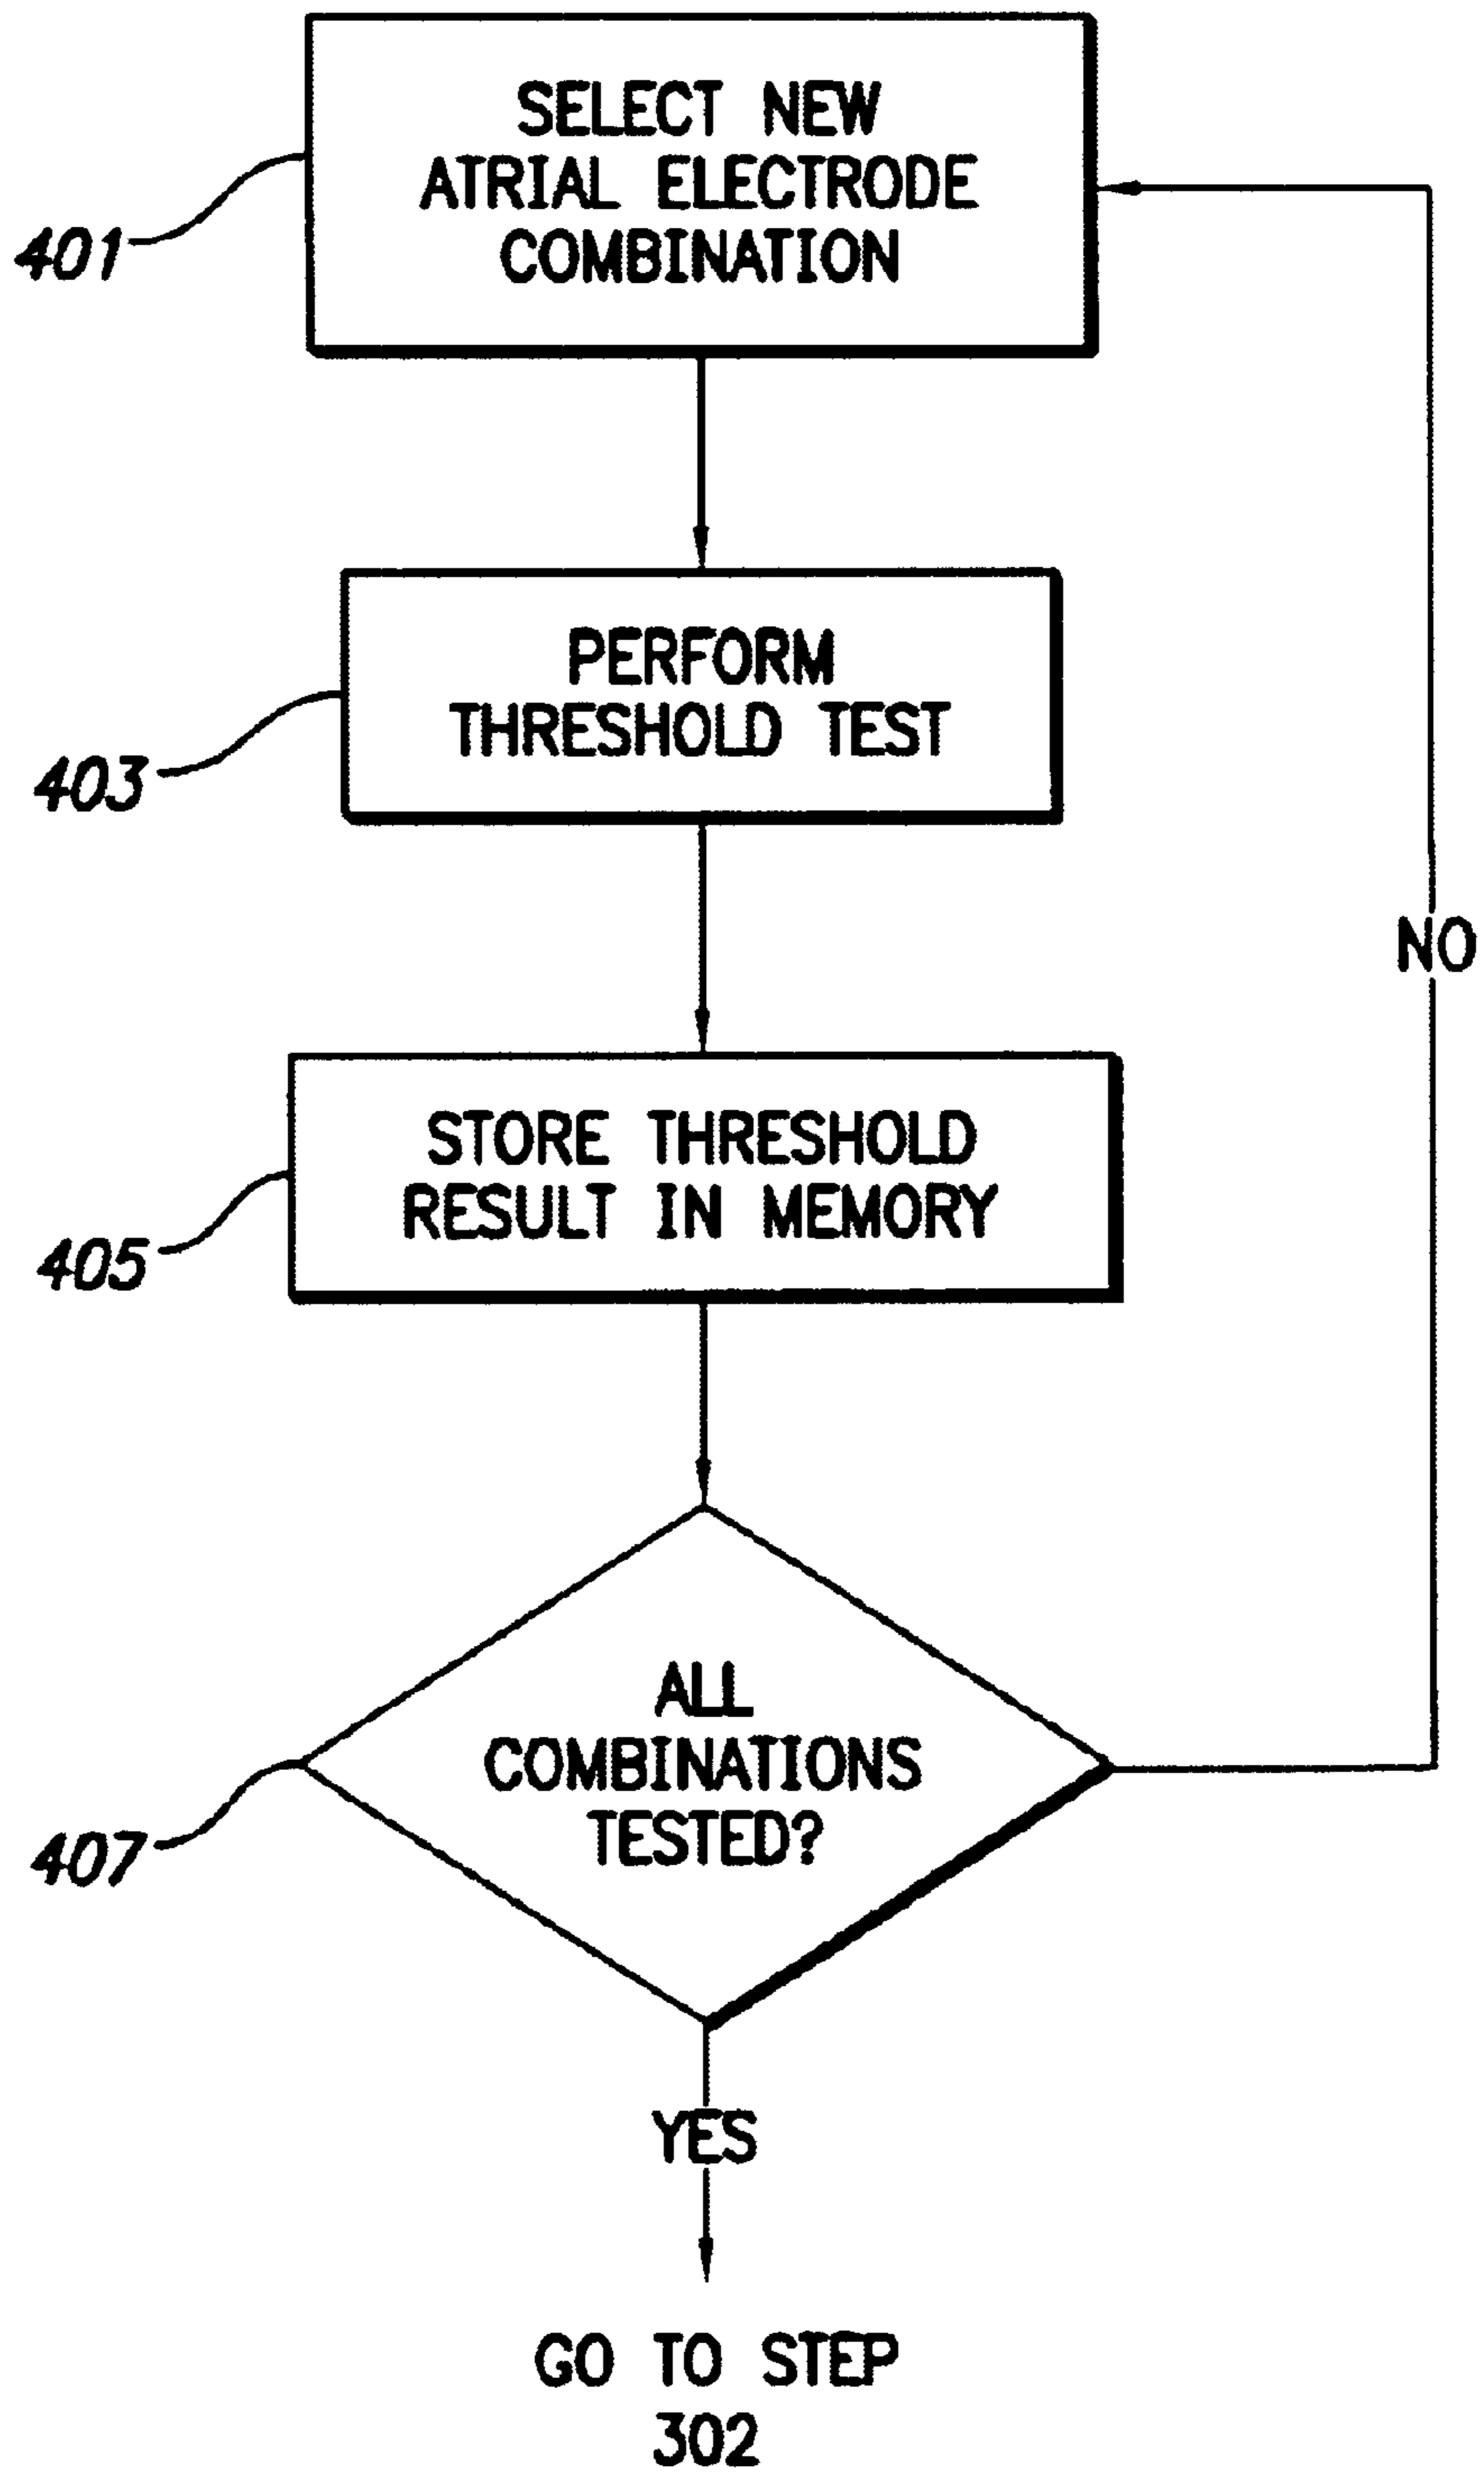 SELECT NEW
ATRIAL ELECTRODE
COMBINATION
401
PERFORM
THRESHOLD TEST
403
NO
STORE THRESHOLD
RESULT IN MEMORY
405
ALL
COMBINATIONS
TESTED?
407
YES
GO TO STEP
302